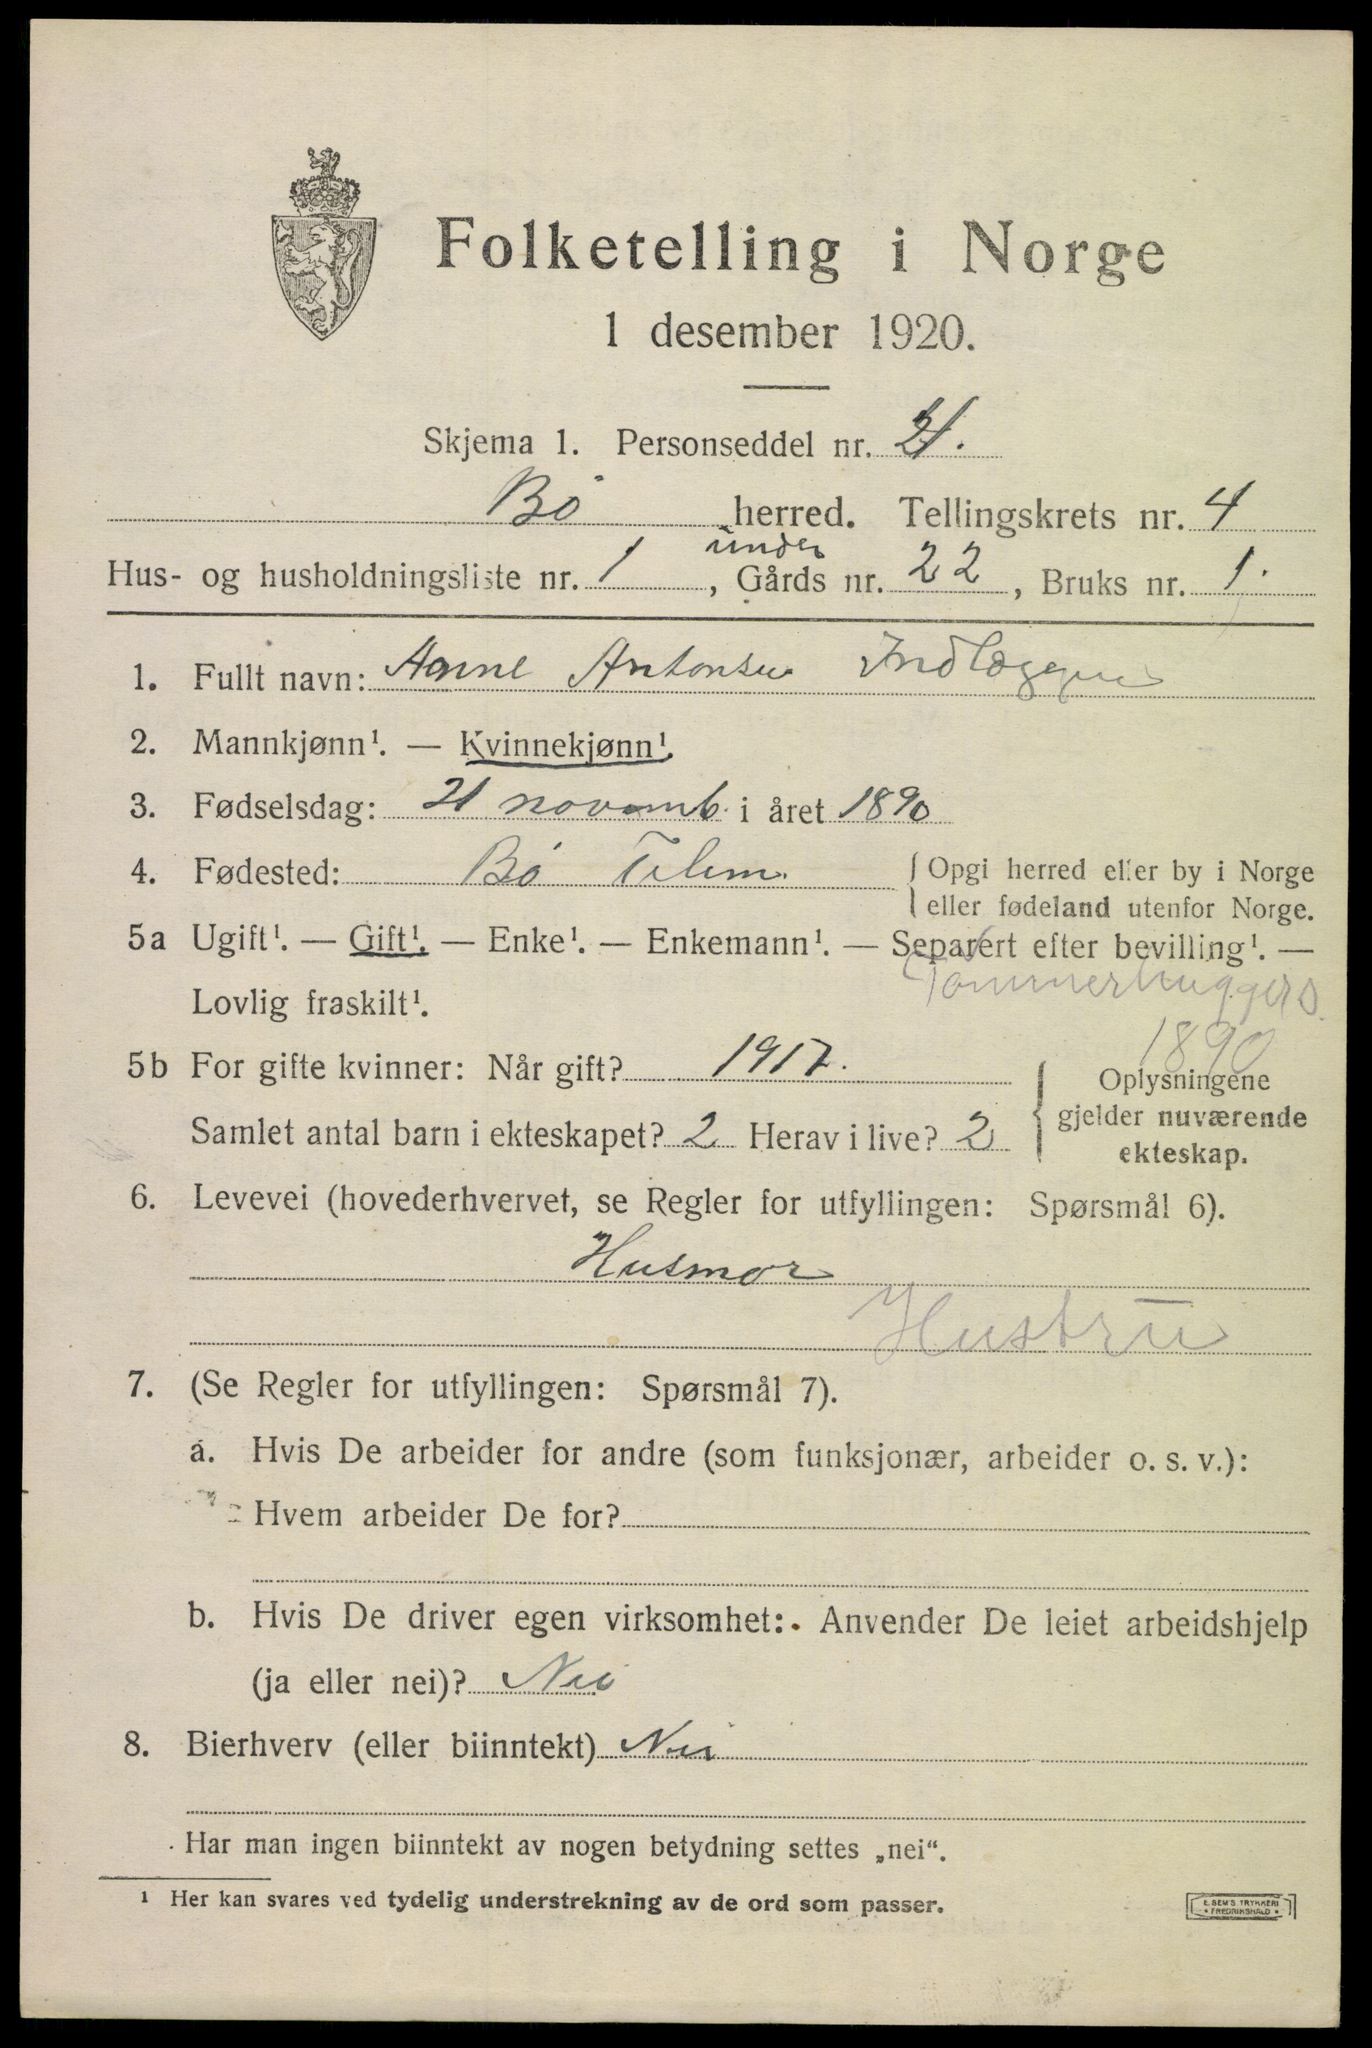 Folketelling i Norge
1 desember 1920.
Skjema 1. Personseddel nr.
Bö herred. Tellingskrets nr. 4
under
Hus- og husholdningsliste nr. 1, Gårds nr. 22, Bruks nr. 1.
1. Fullt navn: Anne Antonsen
2. Mannkjønn¹. — Kvinnekjønn¹.
3. Fødselsdag: 21 novemb. i året 1890
4. Fødested: Bö Telem. Opgi herred eller by i Norge
eller fødeland utenfor Norge.
5a Ugift¹. — Gift¹. — Enke¹. — Enkemann¹. — Separert efter bevilling¹. —
Tömmerhuggers
Lovlig fraskilt¹.
1890
5b For gifte kvinner: Når gift? 1917. Oplysningene
gjelder nuværende
Samlet antal barn i ekteskapet? 2 Herav i live? 2
ekteskap.
6. Levevei (hovederhvervet, se Regler for utfyllingen: Spørsmål 6).
Husmor
Hustru
7. (Se Regler for utfyllingen: Spørsmål 7).
a. Hvis De arbeider for andre (som funksjonær, arbeider o. s. v.):
Hvem arbeider De for?
b. Hvis De driver egen virksomhet: Anvender De leiet arbeidshjelp
(ja eller nei)? Nei
8. Bierhverv (eller biinntekt) Nei
Har man ingen biinntekt av nogen betydning settes „nei“.
¹ Her kan svares ved tydelig understrekning av de ord som passer.
E. SEM'S TRYKKERI
• FREDRIKSHALD •